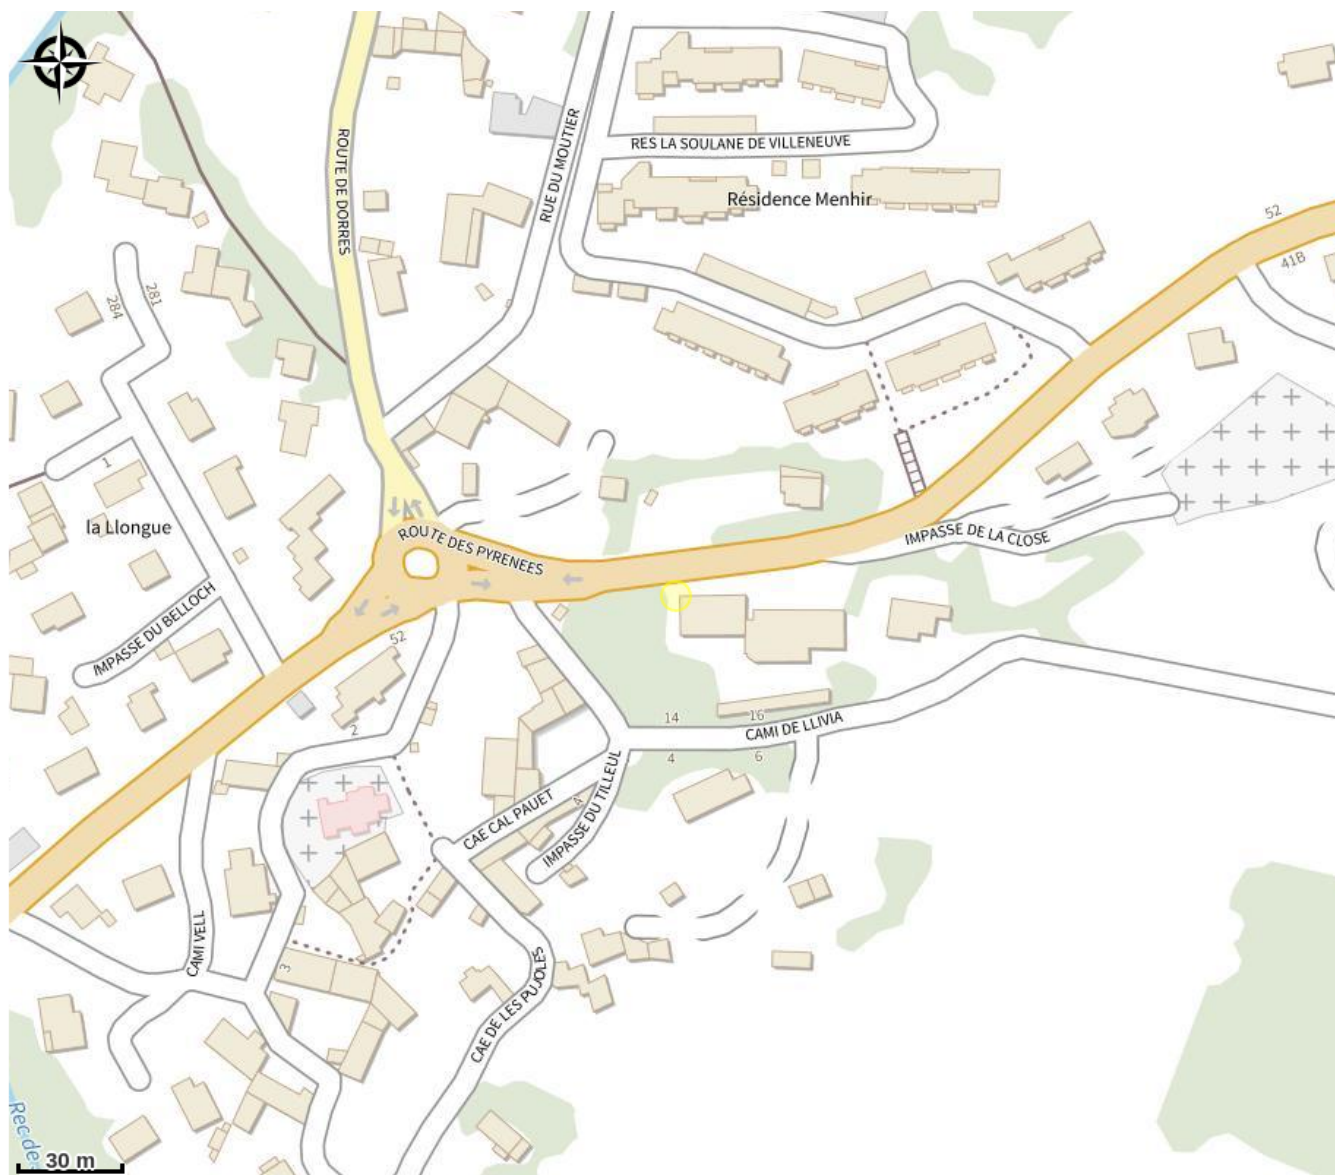 ROUTE DE DORRES
RUE DU MOUTIER
RES LA SOULANE DE VILLENEUVE
Résidence Menhir
52
41B
281
284
1
la Llongue
ROUTE DES PYRENEES
IMPASSE DE LA CLOSE
IMPASSE DU BELLOCH
52
2
14
16
CAMI DE LLIVIA
4
6
CAE CAL PAUET
4
IMPASSE DU TILLEUL
CAMI VELL
3
CAE DE LES PUJOLES
Rec de
30 m